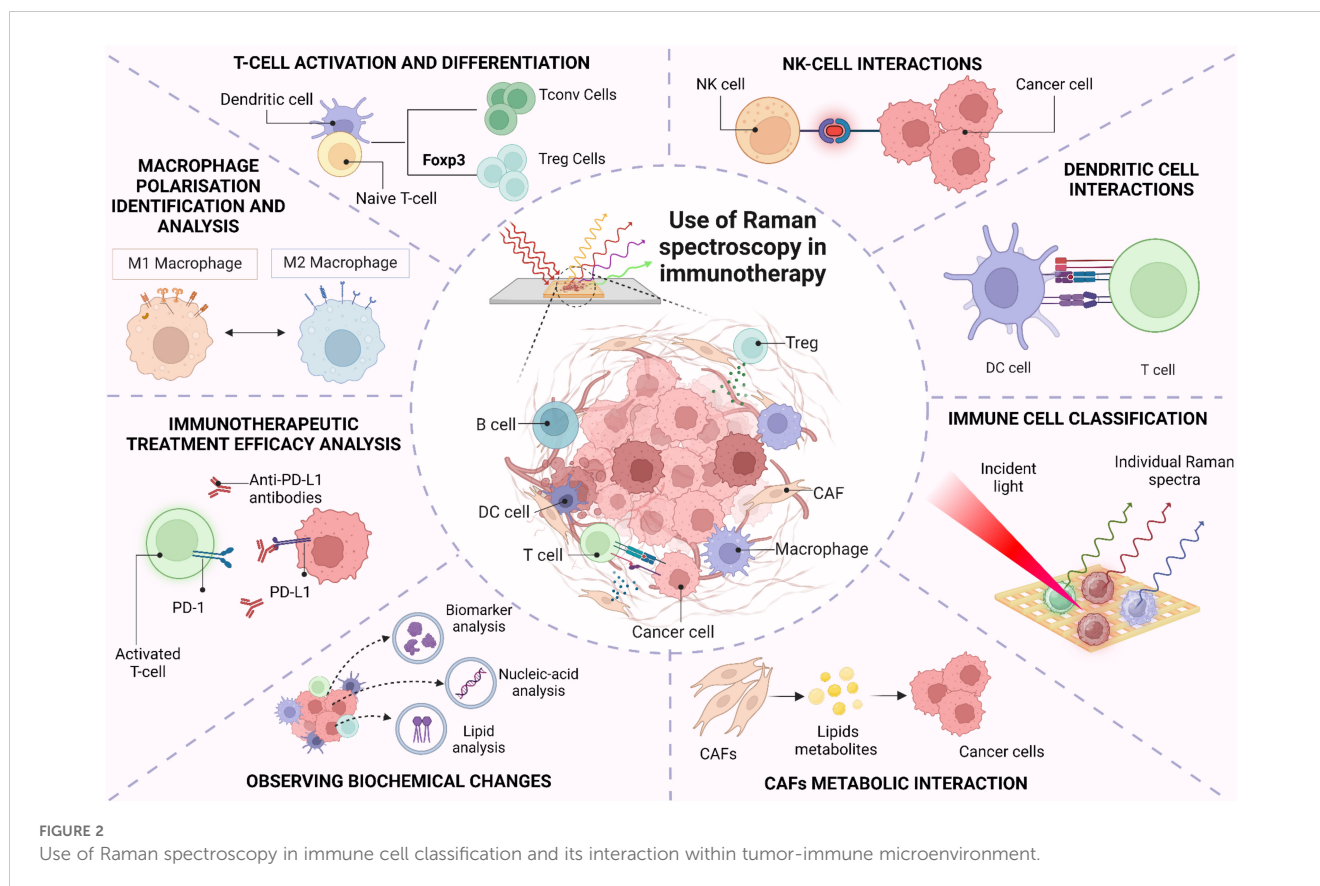 T-CELL ACTIVATION AND DIFFERENTIATION
Dendritic cell
Tconv Cells
Foxp3
Treg Cells
Naive T-cell
NK-CELL INTERACTIONS
NK cell
Cancer cell
MACROPHAGE
POLARISATION
IDENTIFICATION AND
ANALYSIS
M1 Macrophage
M2 Macrophage
DENDRITIC CELL
INTERACTIONS
DC cell
T cell
Use of Raman
spectroscopy in
immunotherapy
Treg
B cell
CAF
DC cell
T cell
Macrophage
Cancer cell
IMMUNOTHERAPEUTIC
TREATMENT EFFICACY ANALYSIS
Anti-PD-L1
antibodies
PD-1
PD-L1
Activated
T-cell
IMMUNE CELL CLASSIFICATION
Incident
light
Individual Raman
spectra
Biomarker
analysis
Nucleic-acid
analysis
Lipid
analysis
OBSERVING BIOCHEMICAL CHANGES
CAFs
Lipids
metabolites
Cancer cells
CAFs METABOLIC INTERACTION
FIGURE 2
Use of Raman spectroscopy in immune cell classification and its interaction within tumor-immune microenvironment.